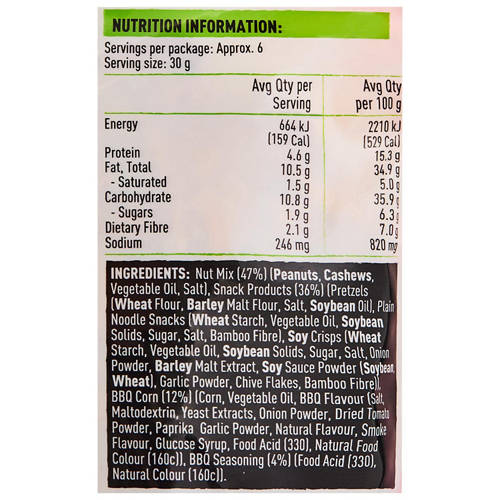 NUTRITION INFORMATION:
Servings per package: Approx. 6
Serving size: 30 g
Avg Qty per Serving Avg Qty per 100 g
Energy 664 kJ 2210 kJ
(159 Cal) (529 Cal)
Protein 4.6 g 15.3 g
Fat, Total 10.5 g 34.9 g
- Saturated 1.5 g 5.0 g
Carbohydrate 10.8 g 35.9 g
- Sugars 1.9 g 6.3 g
Dietary Fibre 2.1 g 7.0 g
Sodium 246 mg 820 mg
INGREDIENTS: Nut Mix (47%) (Peanuts, Cashews,
Vegetable Oil, Salt), Snack Products (36%) (Pretzels
(Wheat Flour, Barley Malt Flour, Salt, Soybean Oil), Plain
Noodle Snacks (Wheat Starch, Vegetable Oil, Soybean
Solids, Sugar, Salt, Bamboo Fibre), Soy Crisps (Wheat
Starch, Vegetable Oil, Soybean Solids, Sugar, Salt, Onion
Powder, Barley Malt Extract, Soy Sauce Powder (Soybean,
Wheat), Garlic Powder, Chive Flakes, Bamboo Fibre)),
BBQ Corn (12%) (Corn, Vegetable Oil, BBQ Flavour (Salt,
Maltodextrin, Yeast Extracts, Onion Powder, Dried Tomato
Powder, Paprika Garlic Powder, Natural Flavour, Smoke
Flavour, Glucose Syrup, Food Acid (330), Natural Food
Colour (160c)), BBQ Seasoning (4%) (Food Acid (330),
Natural Colour (160c)).